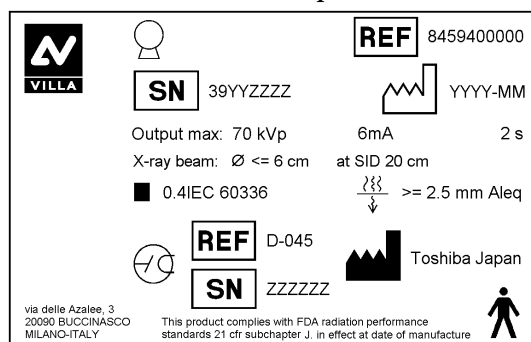 VILLA
REF 8459400000
SN 39YYZZZZ YYYY-MM
Output max: 70 kVp 6mA 2 s
X-ray beam: Ø <= 6 cm at SID 20 cm
0.4IEC 60336 >= 2.5 mm Aleq
REF D-045
Toshiba Japan
SN ZZZZZZ
via delle Azalee, 3
20090 BUCCINASCO
MILANO-ITALY
This product complies with FDA radiation performance
standards 21 cfr subchapter J. in effect at date of manufacture